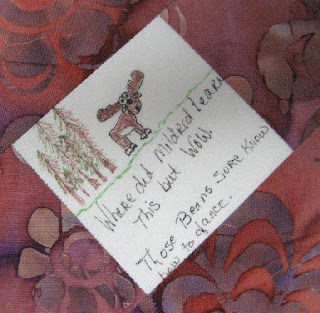 Where did Mildred Learn
This but Wow.
Those Beans Sure Know
how to dance.